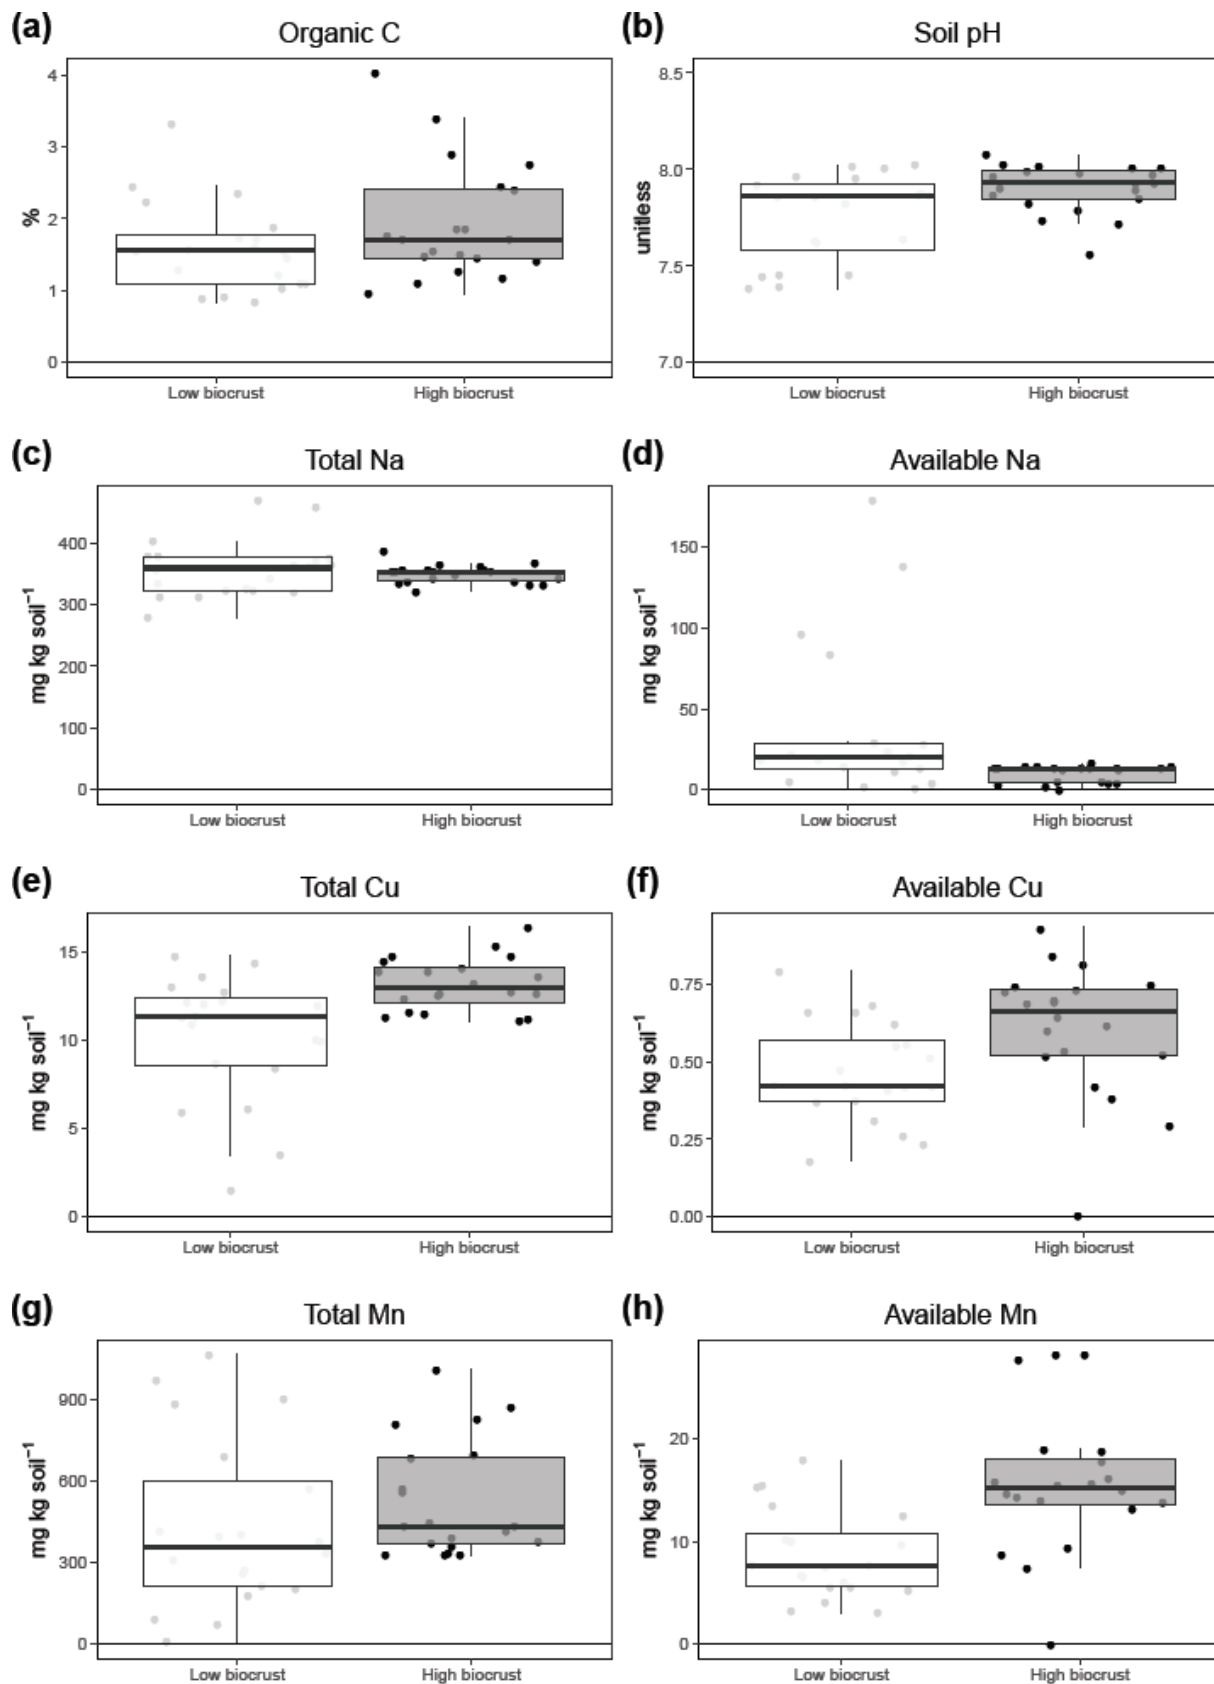 (a) Organic C
4
3
2
1
0
%
Low biocrust High biocrust
(b) Soil pH
8.5
8.0
7.5
7.0
unitless
Low biocrust High biocrust
(c) Total Na
400
300
200
100
0
mg kg soil⁻¹
Low biocrust High biocrust
(d) Available Na
150
100
50
0
mg kg soil⁻¹
Low biocrust High biocrust
(e) Total Cu
15
10
5
0
mg kg soil⁻¹
Low biocrust High biocrust
(f) Available Cu
0.75
0.50
0.25
0.00
mg kg soil⁻¹
Low biocrust High biocrust
(g) Total Mn
900
600
300
0
mg kg soil⁻¹
Low biocrust High biocrust
(h) Available Mn
20
10
0
mg kg soil⁻¹
Low biocrust High biocrust